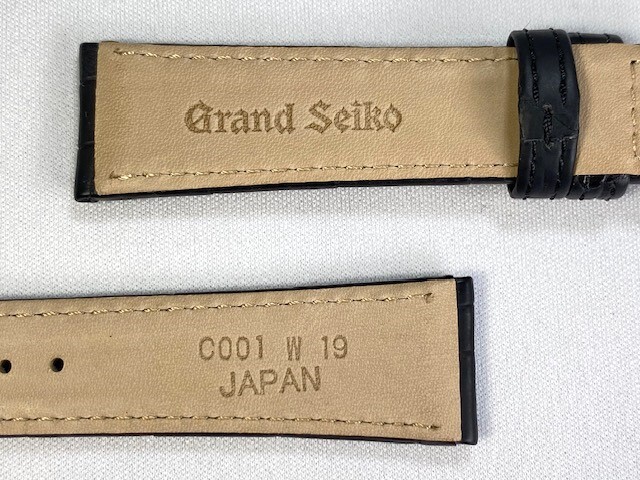 Grand Seiko
C001 W 19
JAPAN